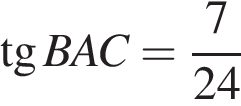 tg BAC = 7/24